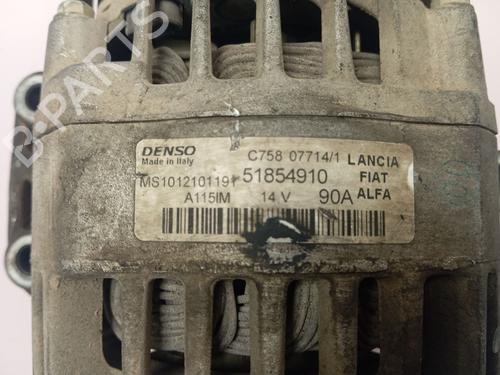 DENSO
Made in Italy
C758 07714/1
LANCIA
FIAT
ALFA
MS1012101191
51854910
A115IM
14 V
90A
B-PARTS